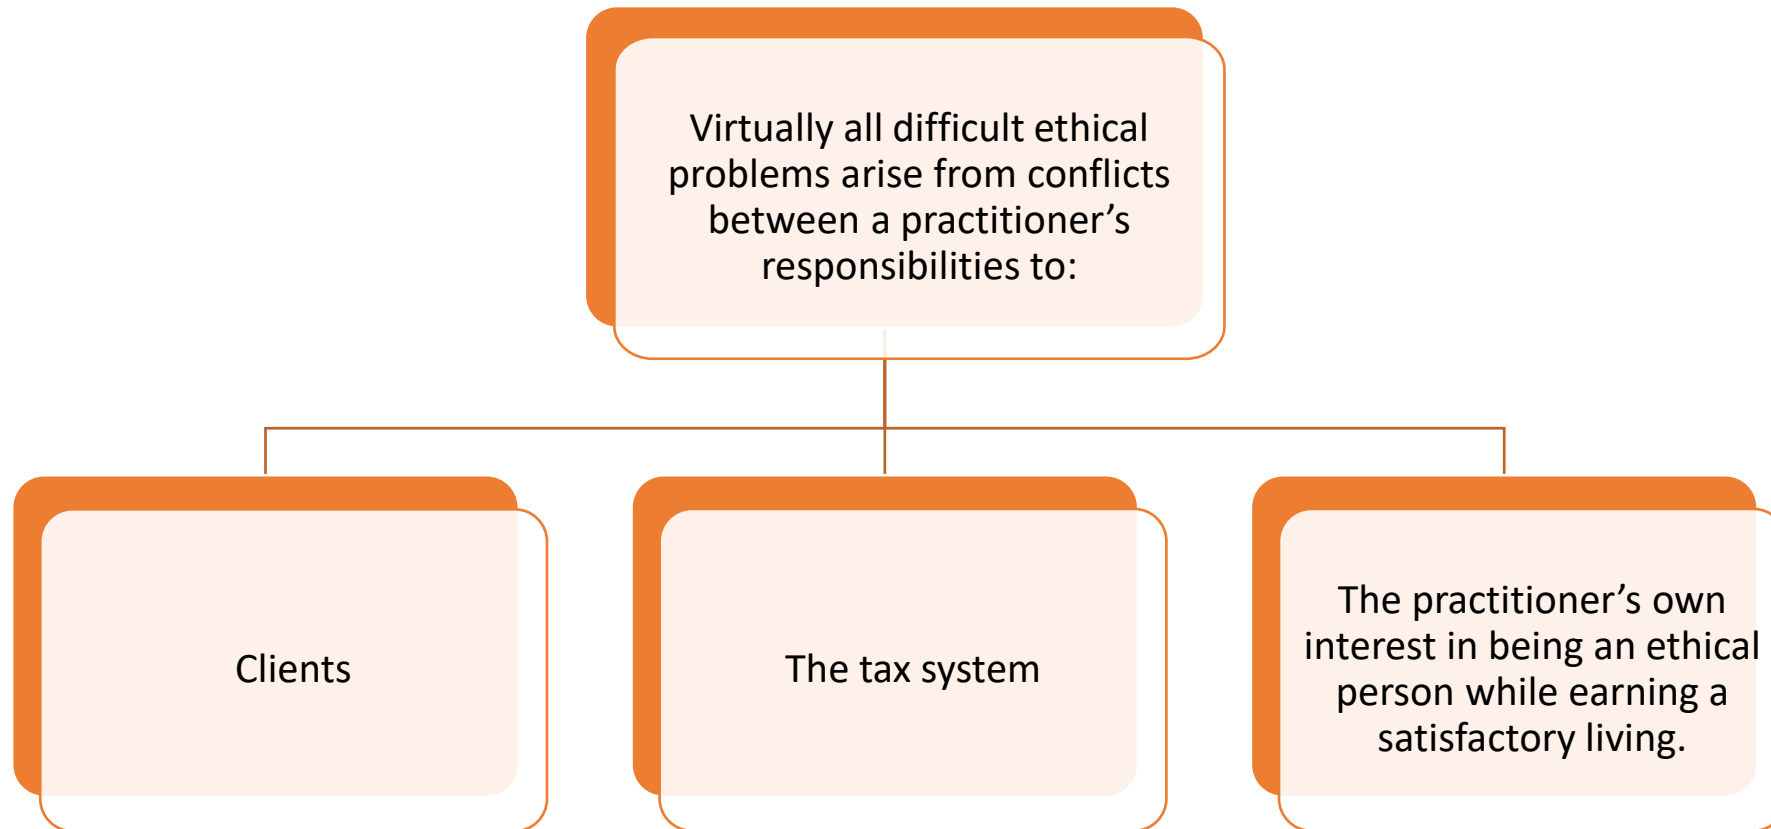 Virtually all difficult ethical
problems arise from conflicts
between a practitioner’s
responsibilities to:
Clients
The tax system
The practitioner’s own
interest in being an ethical
person while earning a
satisfactory living.